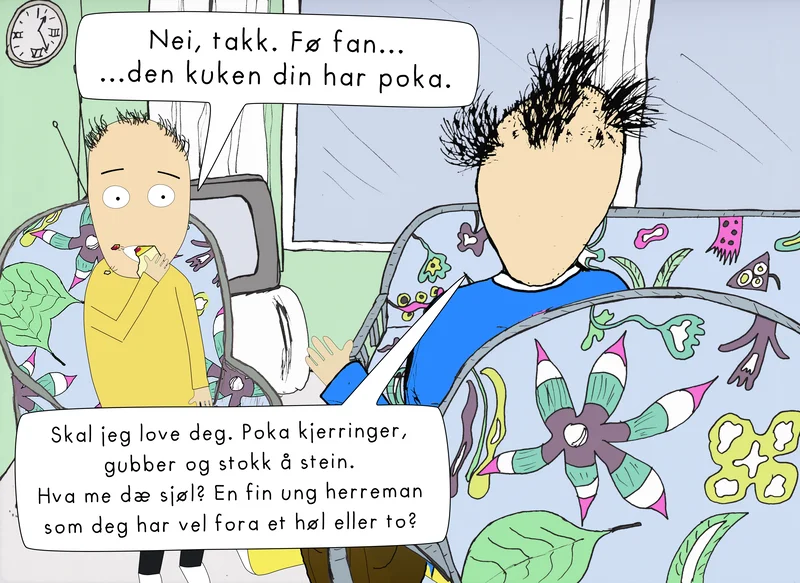 Nei, takk. Fø fan...
...den kuken din har poka.
Skal jeg love deg. Poka kjerringer,
gubber og stokk å stein.
Hva me dæ sjøl? En fin ung herreman
som deg har vel fora et høl eller to?